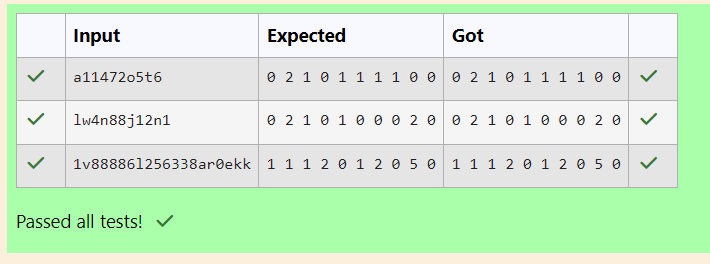 Input Expected Got
a11472o5t6 0 2 1 0 1 1 1 1 0 0 0 2 1 0 1 1 1 1 0 0
lw4n88j12n1 0 2 1 0 1 0 0 0 2 0 0 2 1 0 1 0 0 0 2 0
1v88886l256338ar0ekk 1 1 1 2 0 1 2 0 5 0 1 1 1 2 0 1 2 0 5 0
Passed all tests!